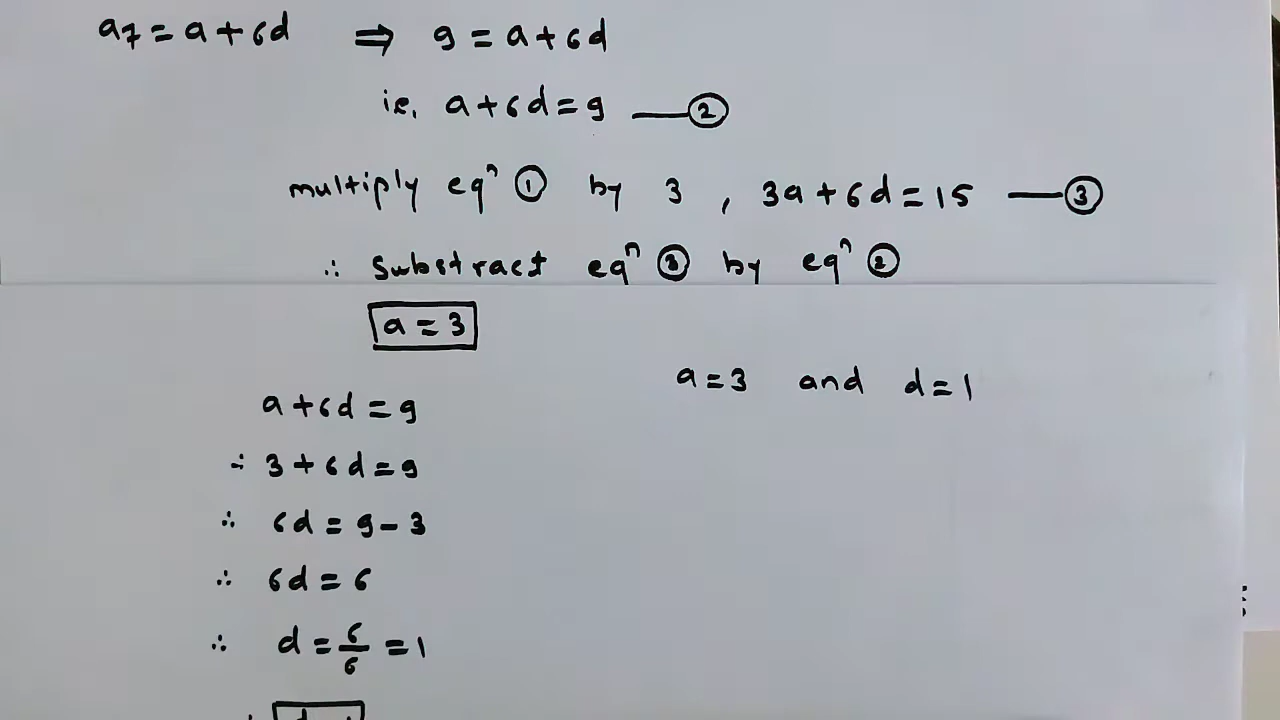 a7 = a + 6d ⇒ 9 = a + 6d
ie. a + 6d = 9 —— ②
multiply eqⁿ ① by 3 , 3a + 6d = 15 —— ③
∴ substract eqⁿ ③ by eqⁿ ②
a = 3
a = 3 and d = 1
a + 6d = 9
∴ 3 + 6d = 9
∴ 6d = 9 - 3
∴ 6d = 6
∴ d = 6/6 = 1